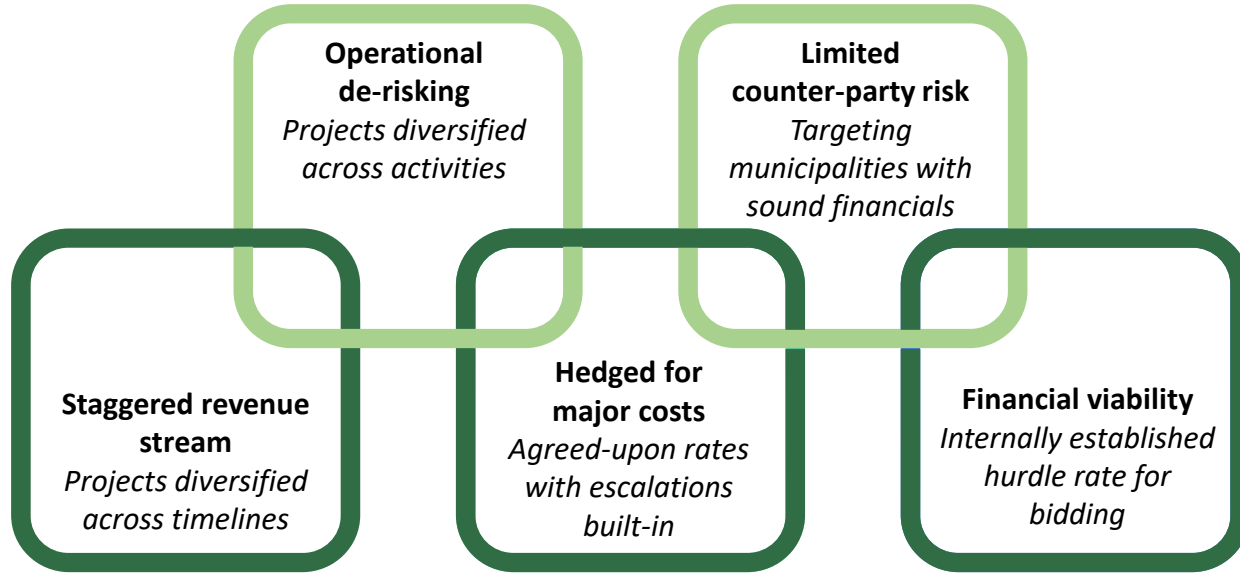 Operational
de-risking
Projects diversified
across activities
Limited
counter-party risk
Targeting
municipalities with
sound financials
Staggered revenue
stream
Projects diversified
across timelines
Hedged for
major costs
Agreed-upon rates
with escalations
built-in
Financial viability
Internally established
hurdle rate for
bidding